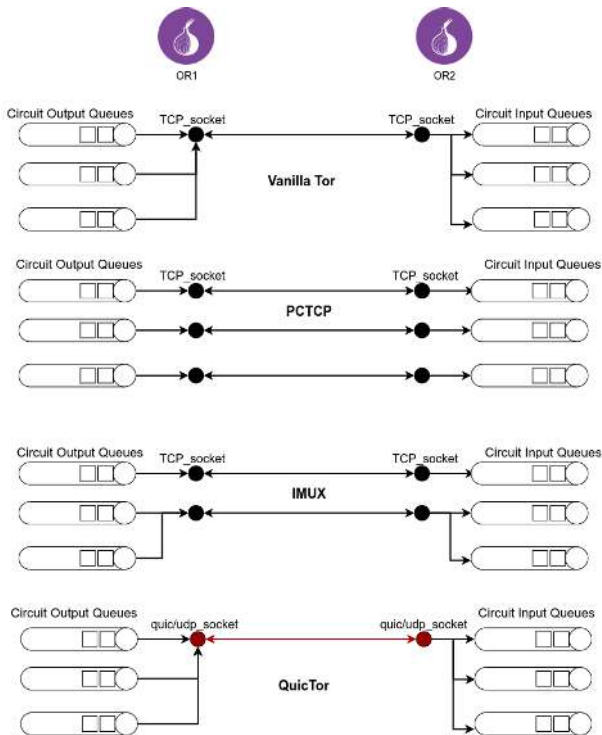 OR1 OR2
Circuit Output Queues TCP_socket TCP_socket Circuit Input Queues
Vanilla Tor
Circuit Output Queues TCP_socket TCP_socket Circuit Input Queues
PCTCP
Circuit Output Queues TCP_socket TCP_socket Circuit Input Queues
IMUX
Circuit Output Queues quic/udp_socket quic/udp_socket Circuit Input Queues
QuicTor